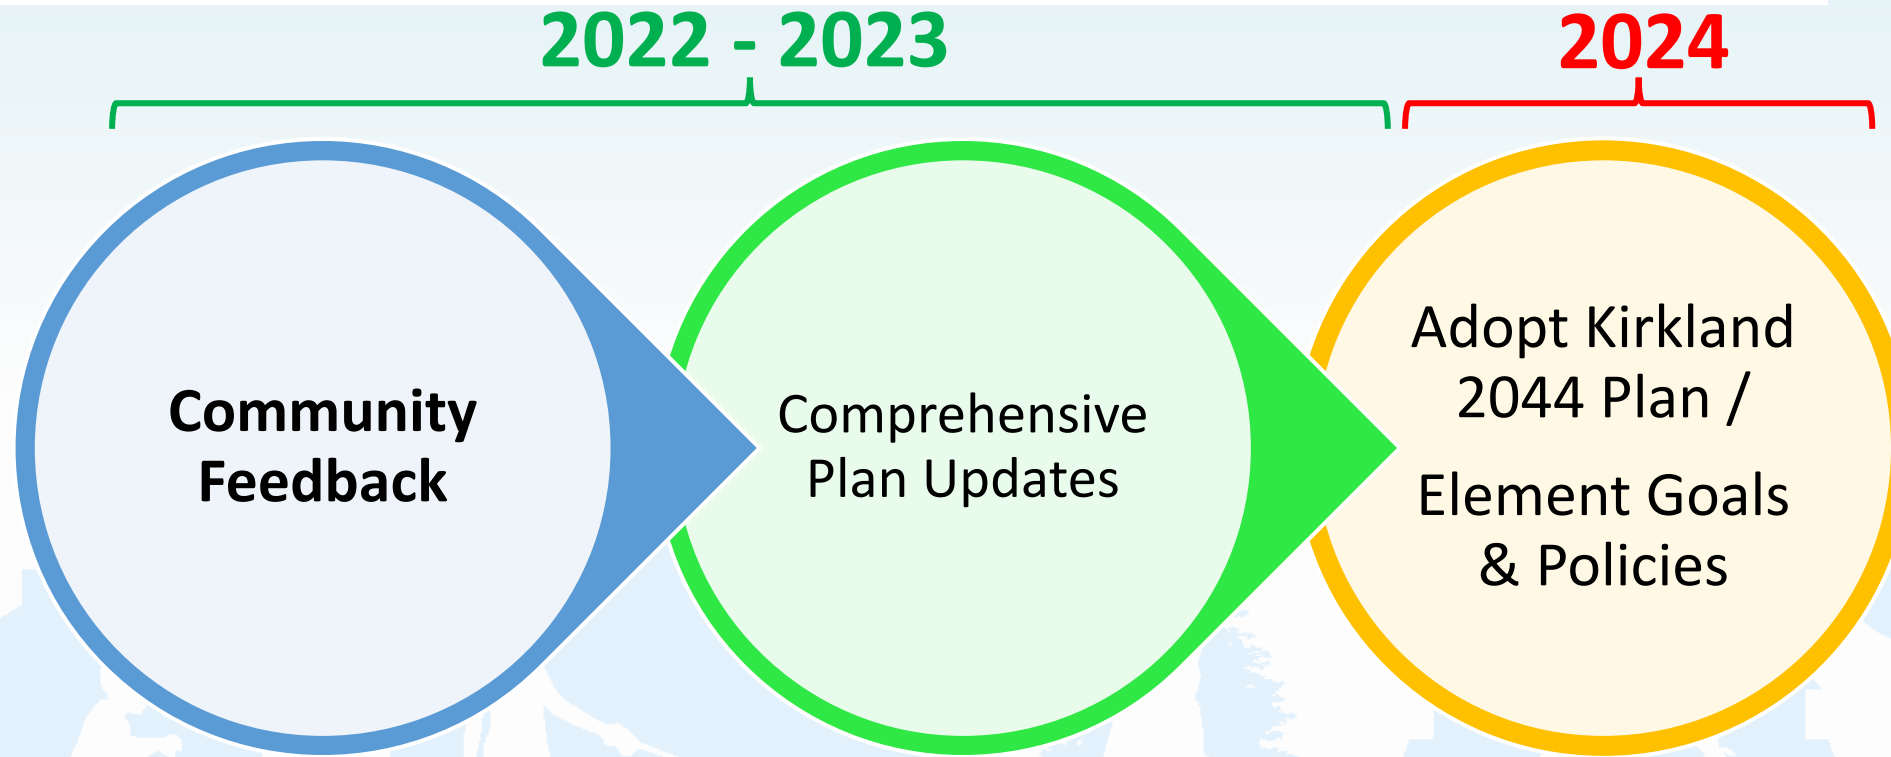 2022 - 2023
2024
Community
Feedback
Comprehensive
Plan Updates
Adopt Kirkland
2044 Plan /
Element Goals
& Policies